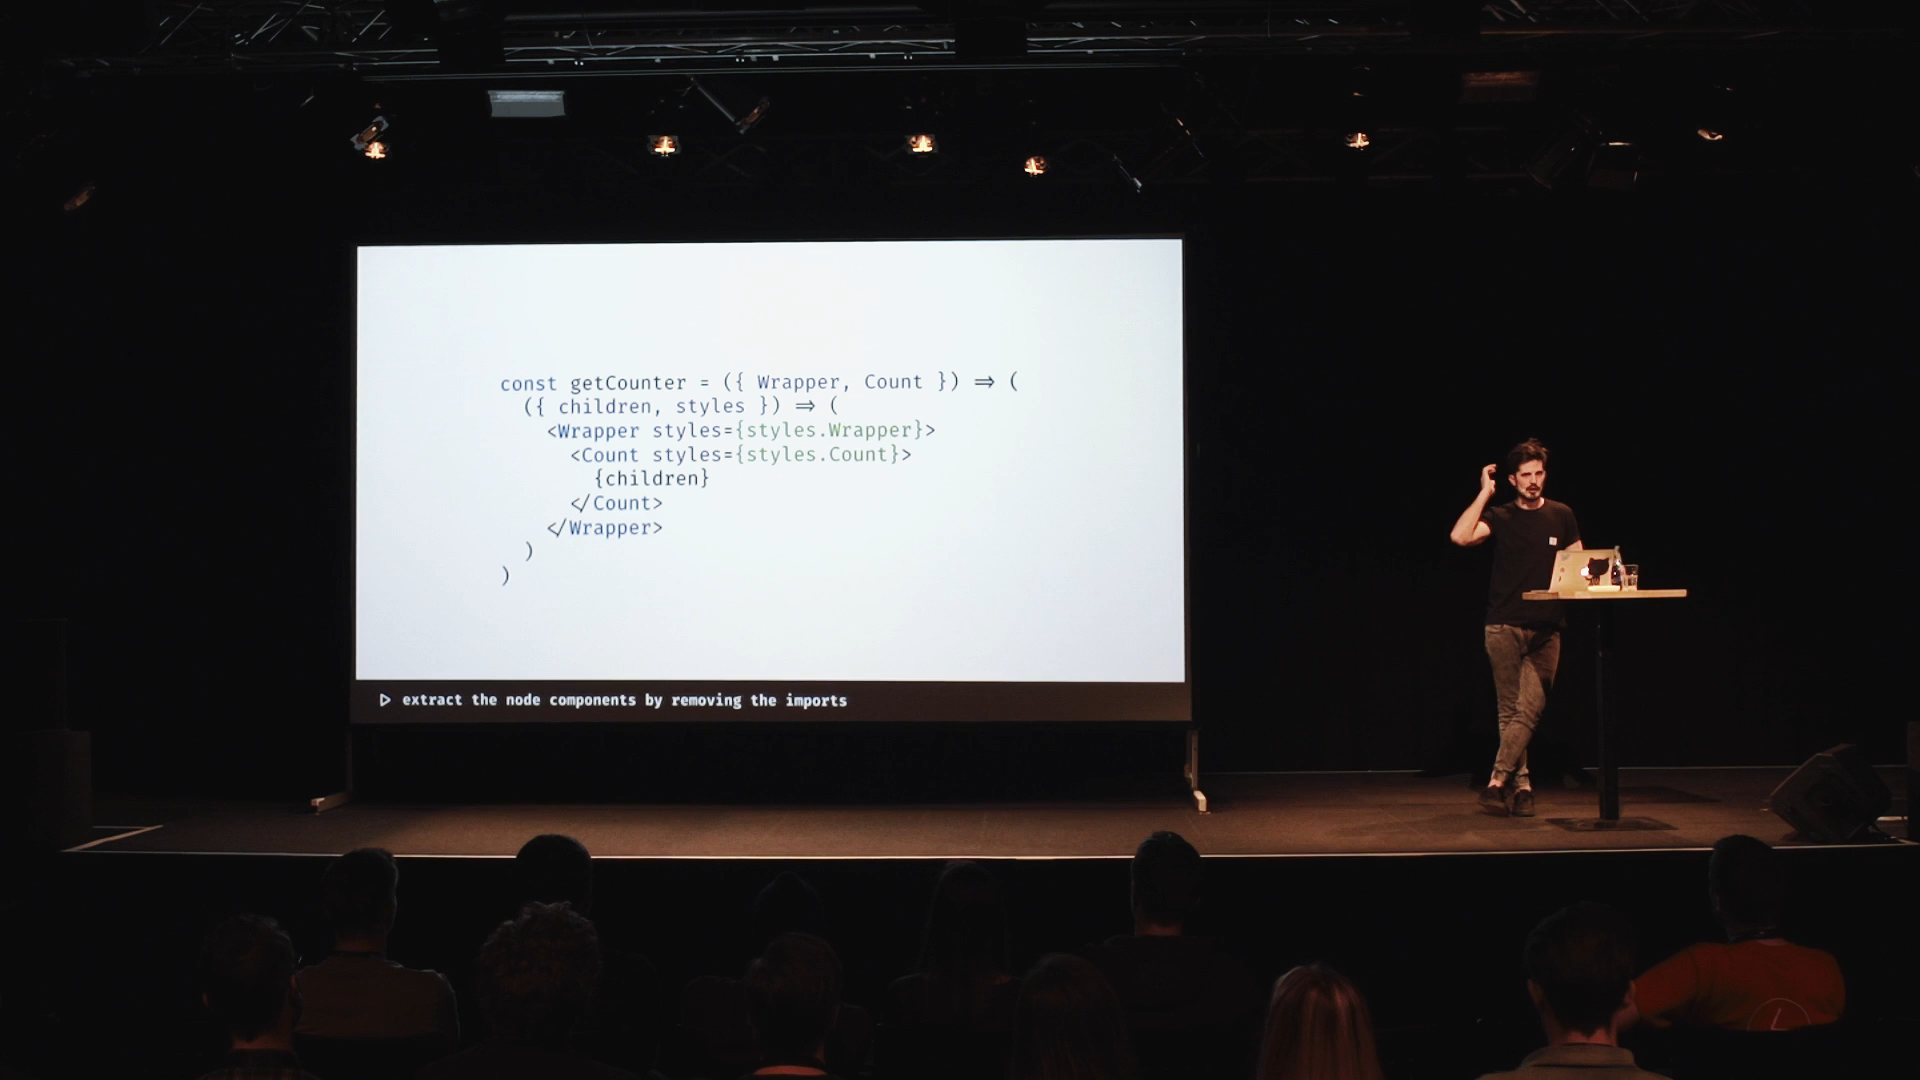 const getCounter = ({ Wrapper, Count }) => (
({ children, styles }) => (
<Wrapper styles={styles.Wrapper}>
<Count styles={styles.Count}>
{children}
</Count>
</Wrapper>
)
)
▷ extract the node components by removing the imports